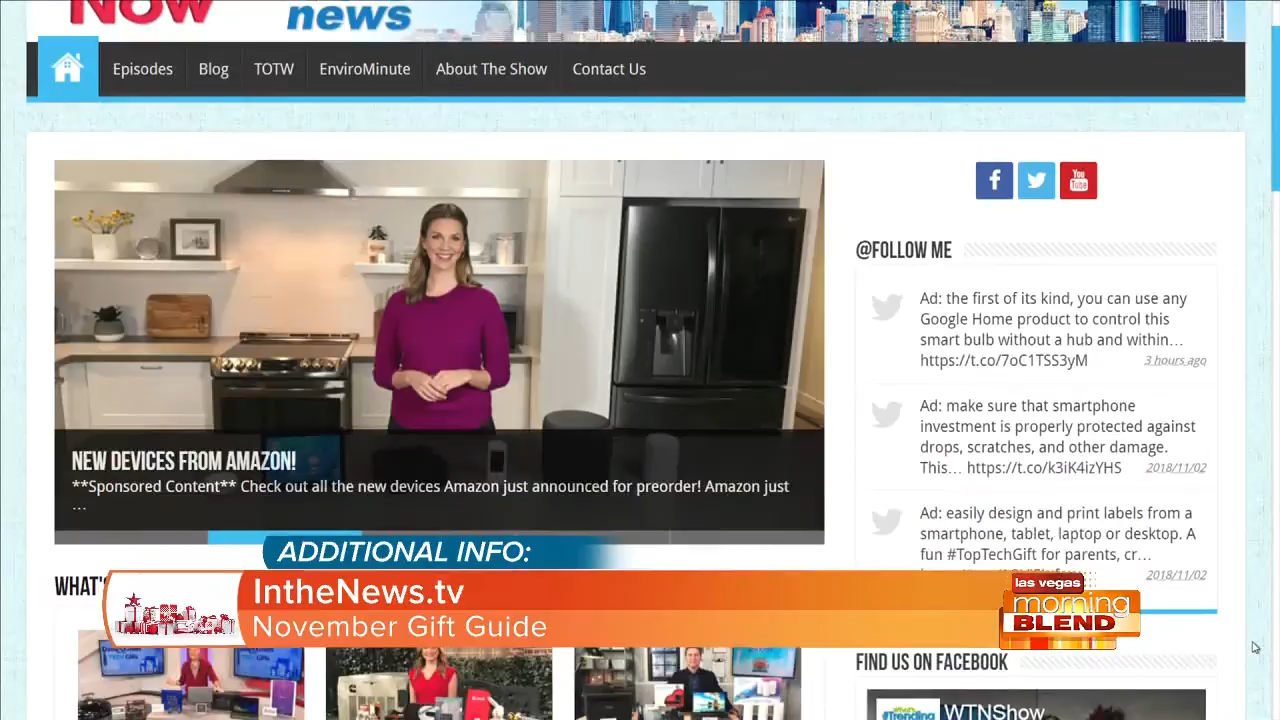 NOW
news
Episodes
Blog
TOTW
EnviroMinute
About The Show
Contact Us
You
Tube
@FOLLOW ME
Ad: the first of its kind, you can use any
Google Home product to control this
smart bulb without a hub and within…
https://t.co/7oC1TSS3yM
3 hours ago
Ad: make sure that smartphone
investment is properly protected against
drops, scratches, and other damage.
This… https://t.co/k3iK4izYHS
2018/11/02
Ad: easily design and print labels from a
smartphone, tablet, laptop or desktop. A
fun #TopTechGift for parents, cr…
2018/11/02
NEW DEVICES FROM AMAZON!
**Sponsored Content** Check out all the new devices Amazon just announced for preorder! Amazon just
…
ADDITIONAL INFO:
WHAT'S
IntheNews.tv
November Gift Guide
las vegas
morning
BLEND
FIND US ON FACEBOOK
Trending
WTNShow